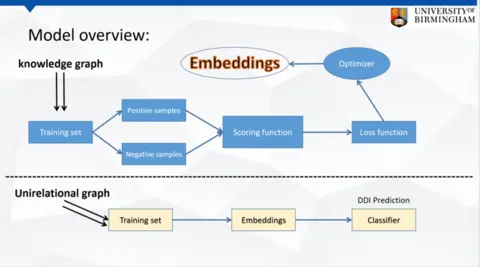 UNIVERSITY OF
BIRMINGHAM
Model overview:
knowledge graph
Embeddings
Optimizer
Positive samples
Training set
Scoring function
Loss function
Negative samples
Unirelational graph
DDI Prediction
Training set
Embeddings
Classifier